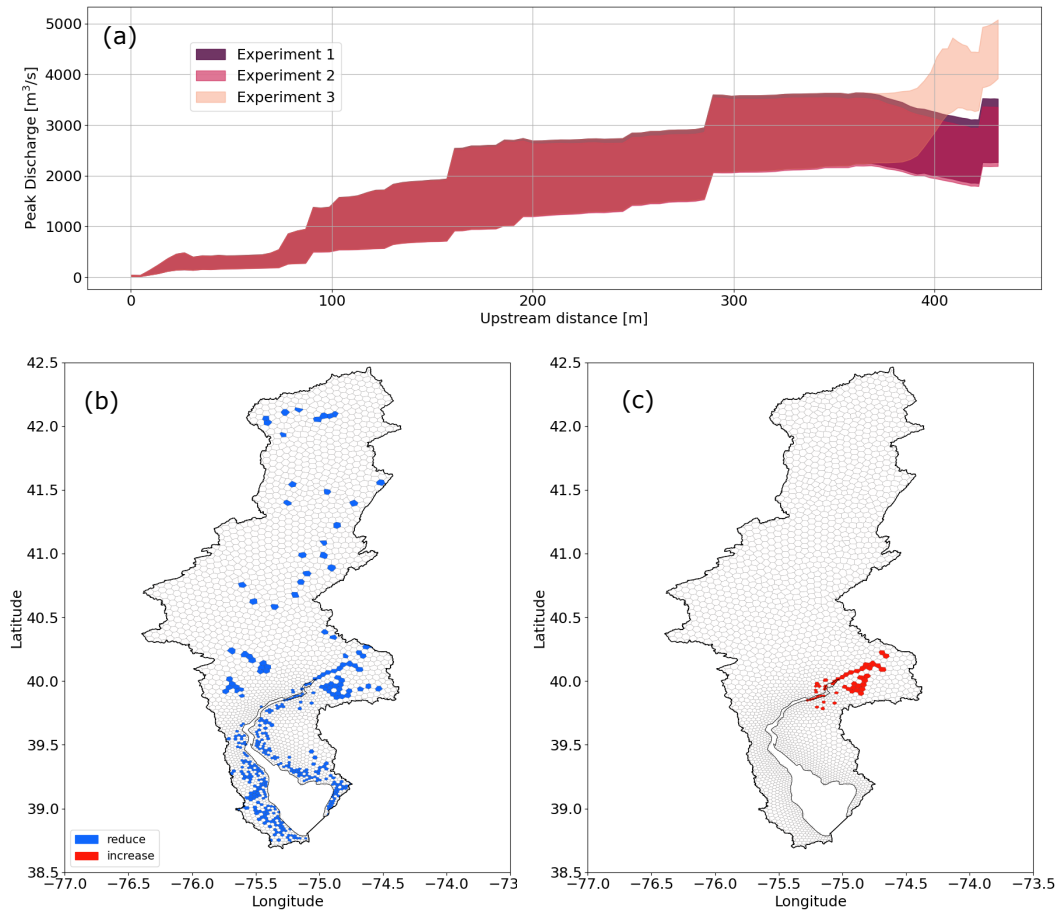 (a)
Experiment 1
Experiment 2
Experiment 3
Peak Discharge [m³/s]
5000
4000
3000
2000
1000
0
0 100 200 300 400
Upstream distance [m]
(b)
42.5
42.0
41.5
41.0
40.5
40.0
39.5
39.0
38.5
Latitude
reduce
increase
−77.0 −76.5 −76.0 −75.5 −75.0 −74.5 −74.0 −73
Longitude
(c)
42.5
42.0
41.5
41.0
40.5
40.0
39.5
39.0
38.5
Latitude
−77.0 −76.5 −76.0 −75.5 −75.0 −74.5 −74.0 −73.5
Longitude